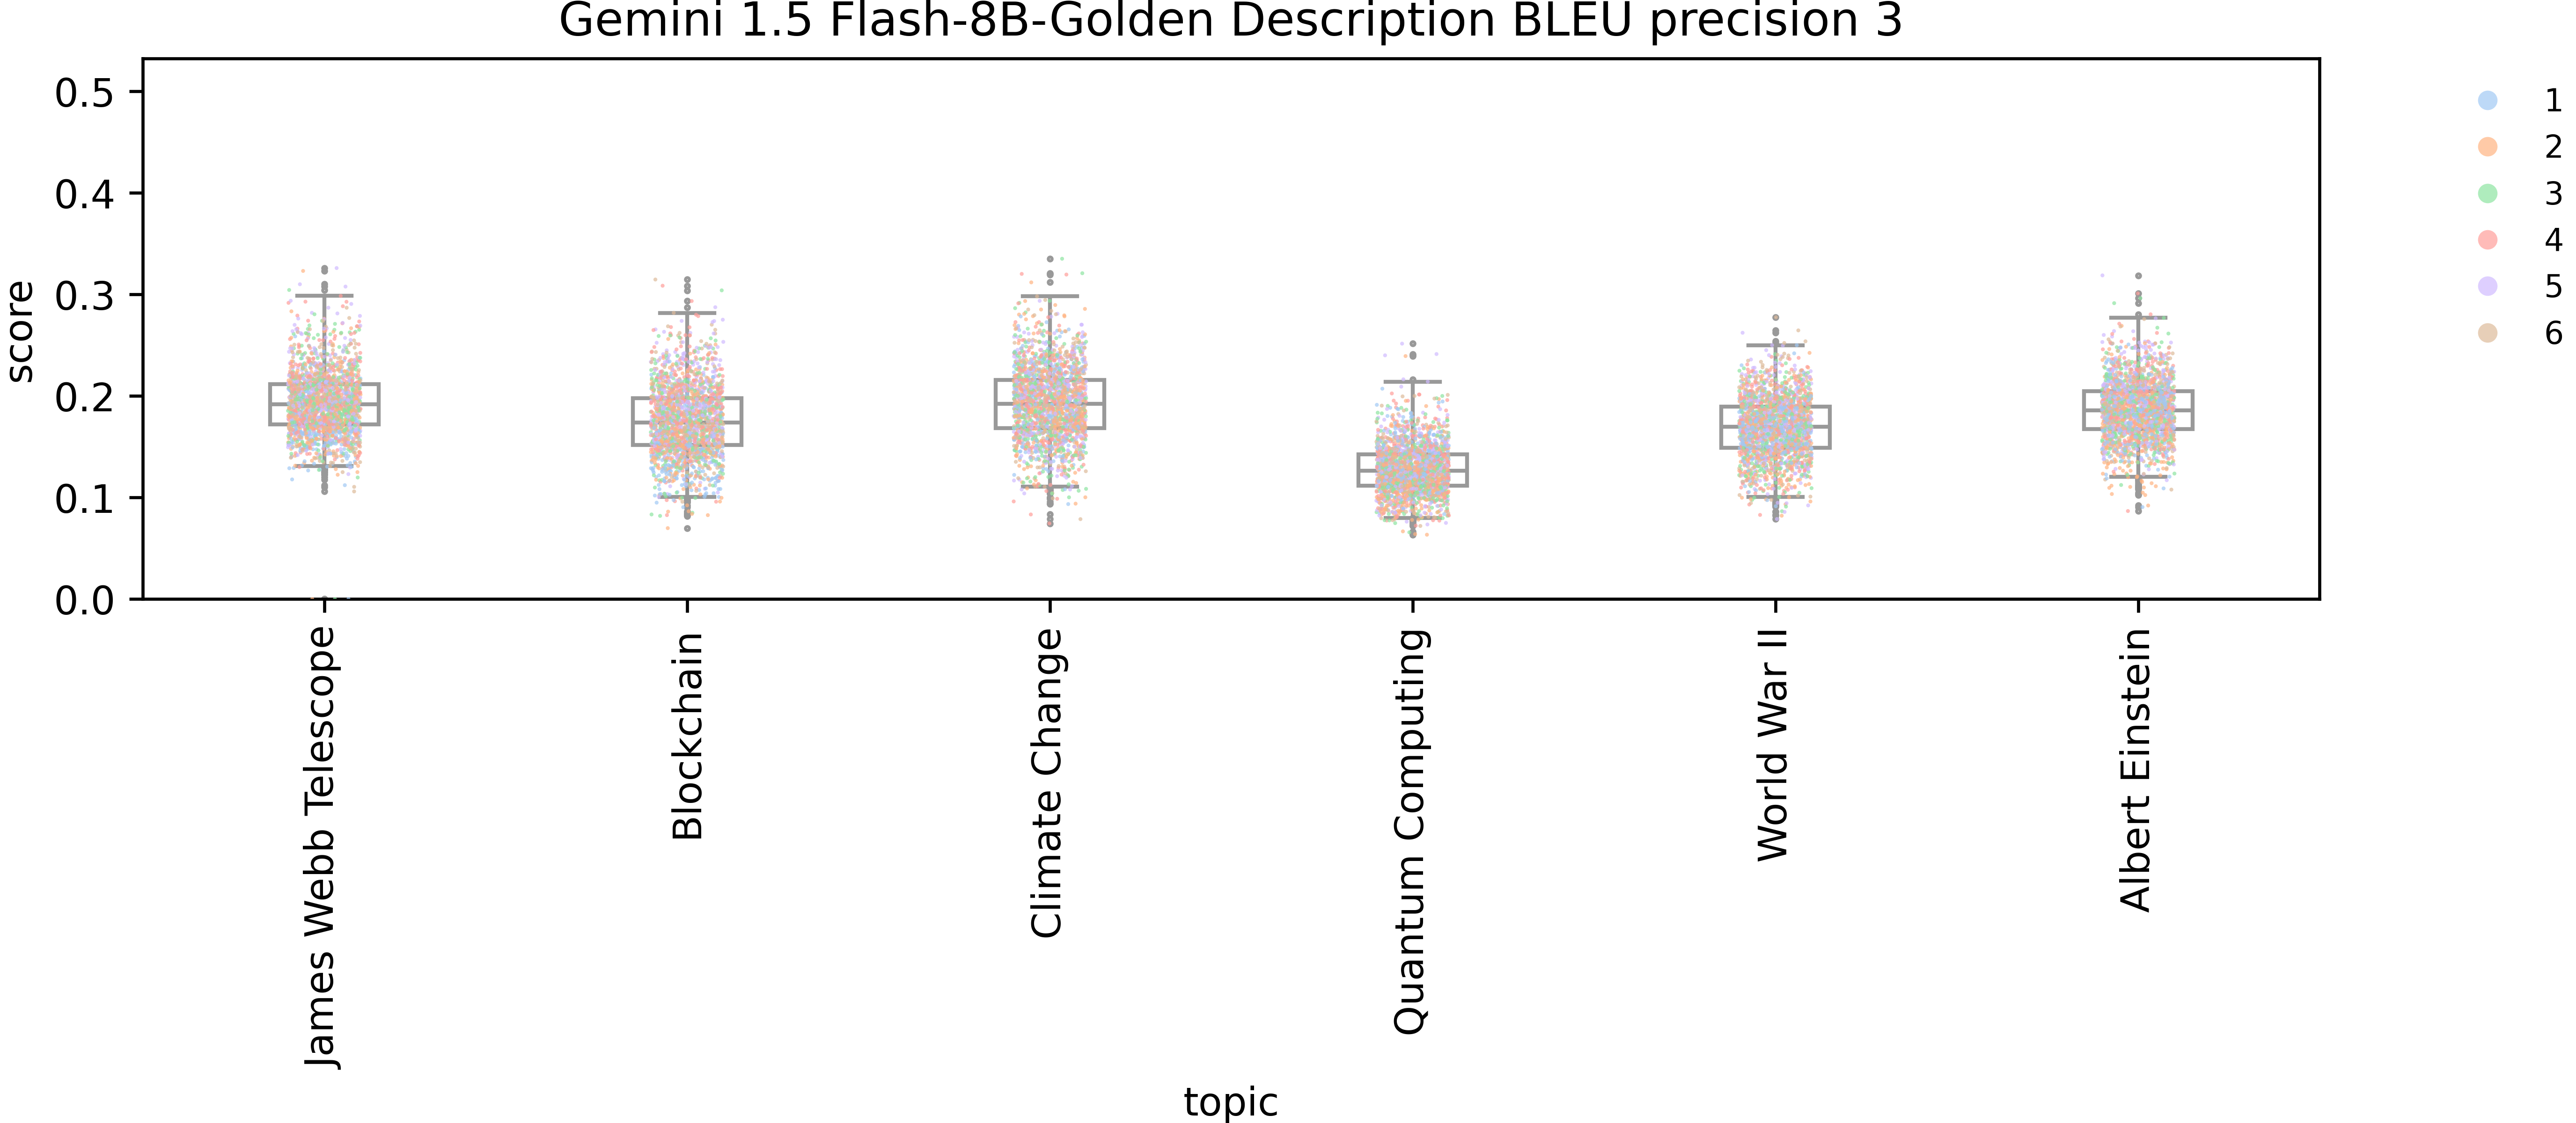 Gemini 1.5 Flash-8B-Golden Description BLEU precision 3
score
0.5
0.4
0.3
0.2
0.1
0.0
James Webb Telescope
Blockchain
Climate Change
Quantum Computing
World War II
Albert Einstein
topic
1
2
3
4
5
6